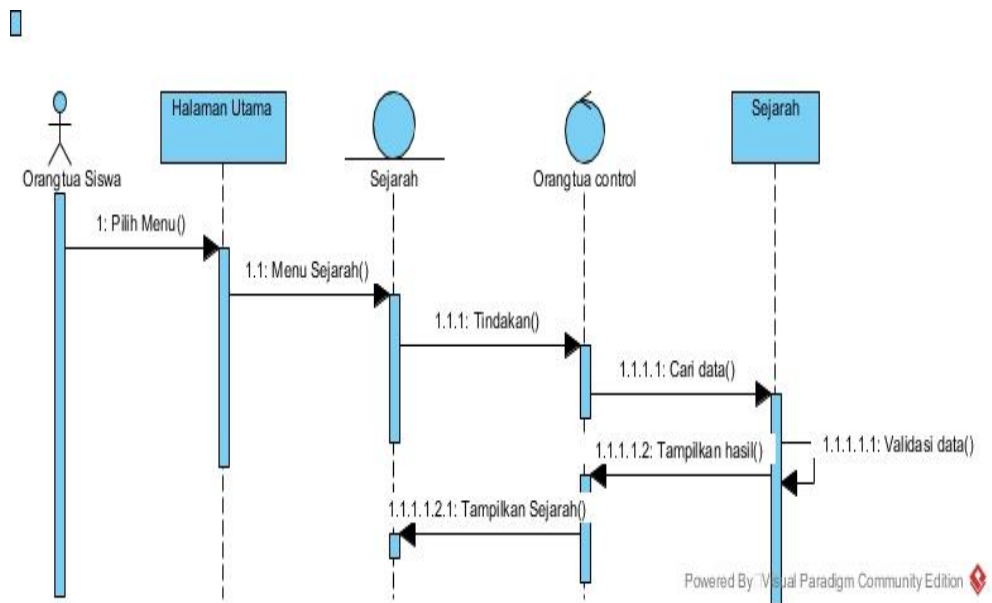 Halaman Utama
Sejarah
Orangtua Siswa
Sejarah
Orangtua control
1: Pilih Menu()
1.1: Menu Sejarah()
1.1.1: Tindakan()
1.1.1.1: Cari data()
1.1.1.1.1: Validasi data()
1.1.1.1.2: Tampilkan hasil()
1.1.1.1.2.1: Tampilkan Sejarah()
Powered By Visual Paradigm Community Edition